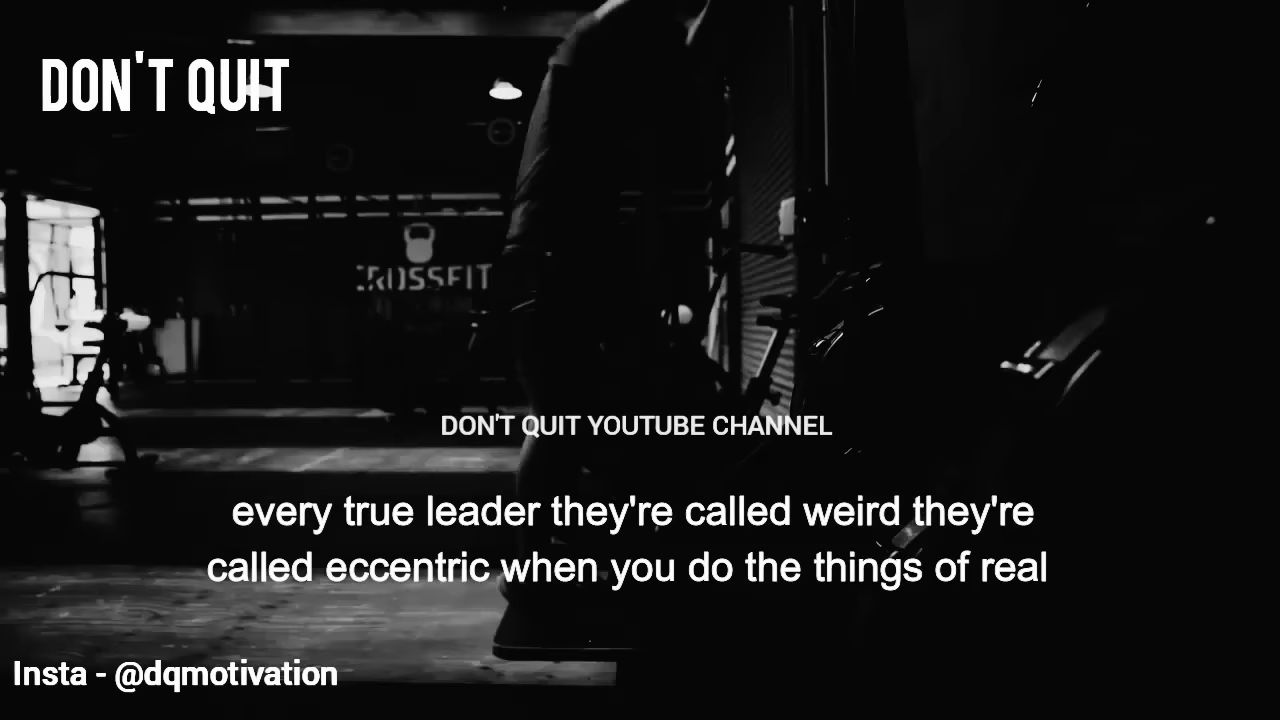 DON'T QUIT
CROSSFIT
DON'T QUIT YOUTUBE CHANNEL
every true leader they're called weird they're
called eccentric when you do the things of real
Insta - @dqmotivation